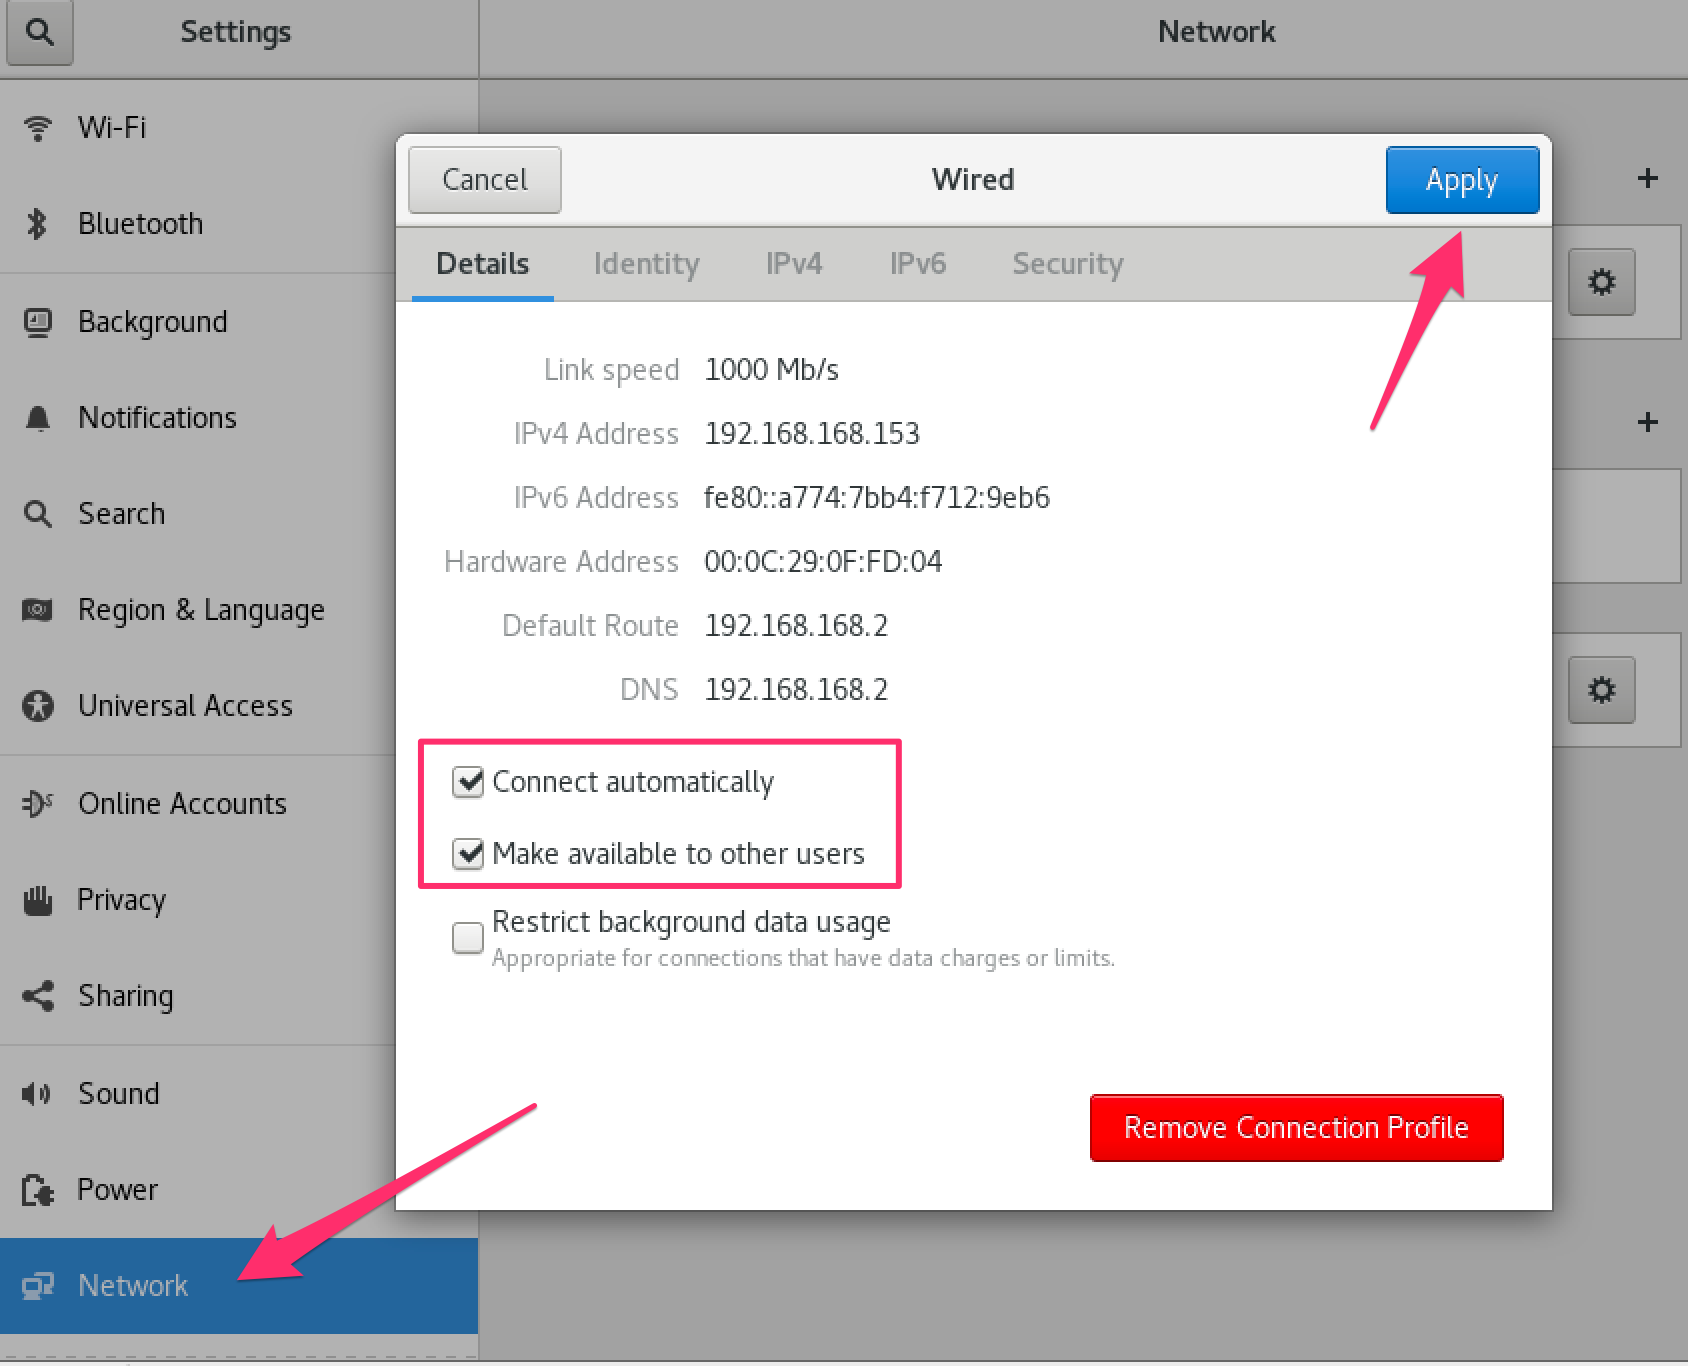 Settings
Network
Wi-Fi
Bluetooth
Background
Notifications
Search
Region & Language
Universal Access
Online Accounts
Privacy
Sharing
Sound
Power
Network
Cancel
Wired
Apply
Details Identity IPv4 IPv6 Security
Link speed 1000 Mb/s
IPv4 Address 192.168.168.153
IPv6 Address fe80::a774:7bb4:f712:9eb6
Hardware Address 00:0C:29:0F:FD:04
Default Route 192.168.168.2
DNS 192.168.168.2
Connect automatically
Make available to other users
Restrict background data usage
Appropriate for connections that have data charges or limits.
Remove Connection Profile